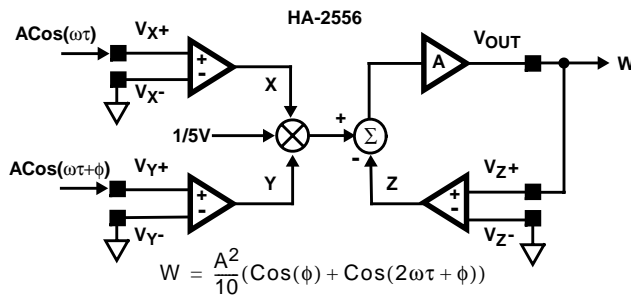 HA-2556
ACos(ωτ)
VX+
VX-
X
A
VOUT
W
1/5V
+
-
Σ
+
-
ACos(ωτ+φ)
VY+
VY-
Y
+
-
Z
VZ+
VZ-
+
-
W = A²/10 (Cos(φ) + Cos(2ωτ + φ))